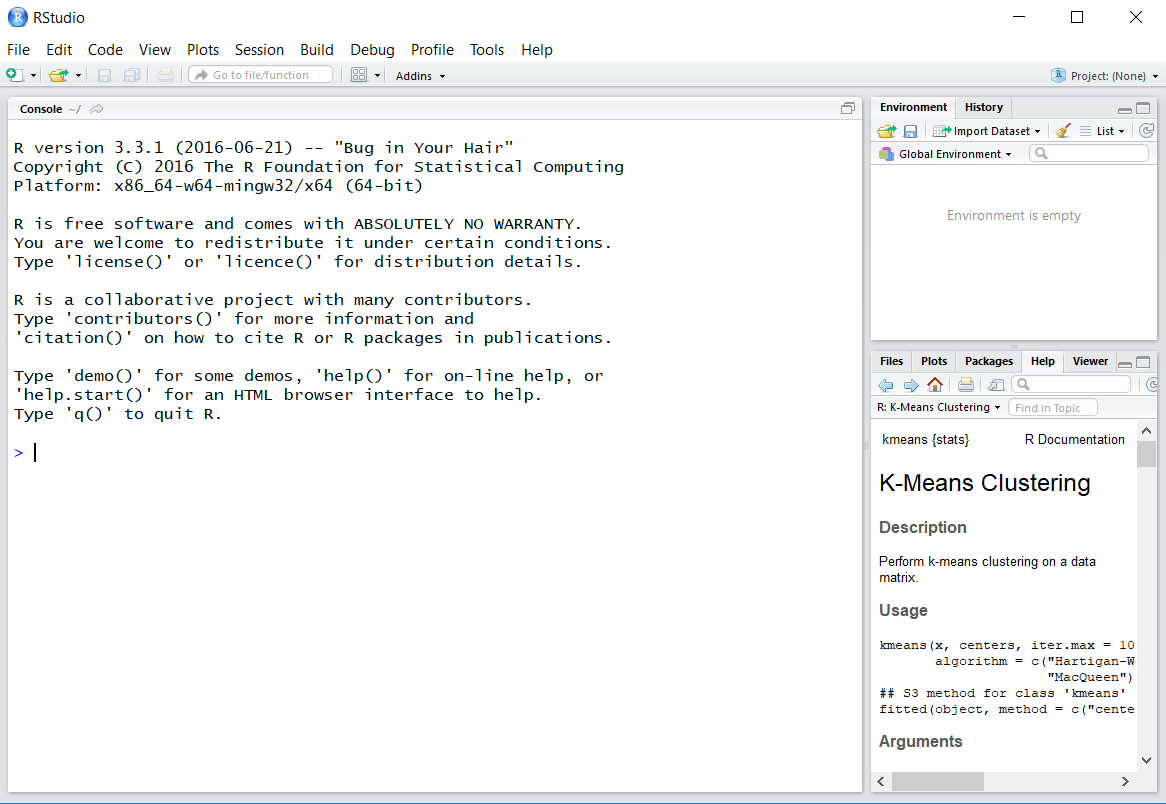 RStudio
File Edit Code View Plots Session Build Debug Profile Tools Help
Go to file/function Addins Project: (None)
Console ~/
R version 3.3.1 (2016-06-21) -- "Bug in Your Hair"
Copyright (C) 2016 The R Foundation for Statistical Computing
Platform: x86_64-w64-mingw32/x64 (64-bit)
R is free software and comes with ABSOLUTELY NO WARRANTY.
You are welcome to redistribute it under certain conditions.
Type 'license()' or 'licence()' for distribution details.
R is a collaborative project with many contributors.
Type 'contributors()' for more information and
'citation()' on how to cite R or R packages in publications.
Type 'demo()' for some demos, 'help()' for on-line help, or
'help.start()' for an HTML browser interface to help.
Type 'q()' to quit R.
>
Environment History
Import Dataset List
Global Environment
Environment is empty
Files Plots Packages Help Viewer
R: K-Means Clustering Find in Topic
kmeans {stats} R Documentation
K-Means Clustering
Description
Perform k-means clustering on a data
matrix.
Usage
kmeans(x, centers, iter.max = 10
algorithm = c("Hartigan-W
"MacQueen")
## S3 method for class 'kmeans'
fitted(object, method = c("cente
Arguments